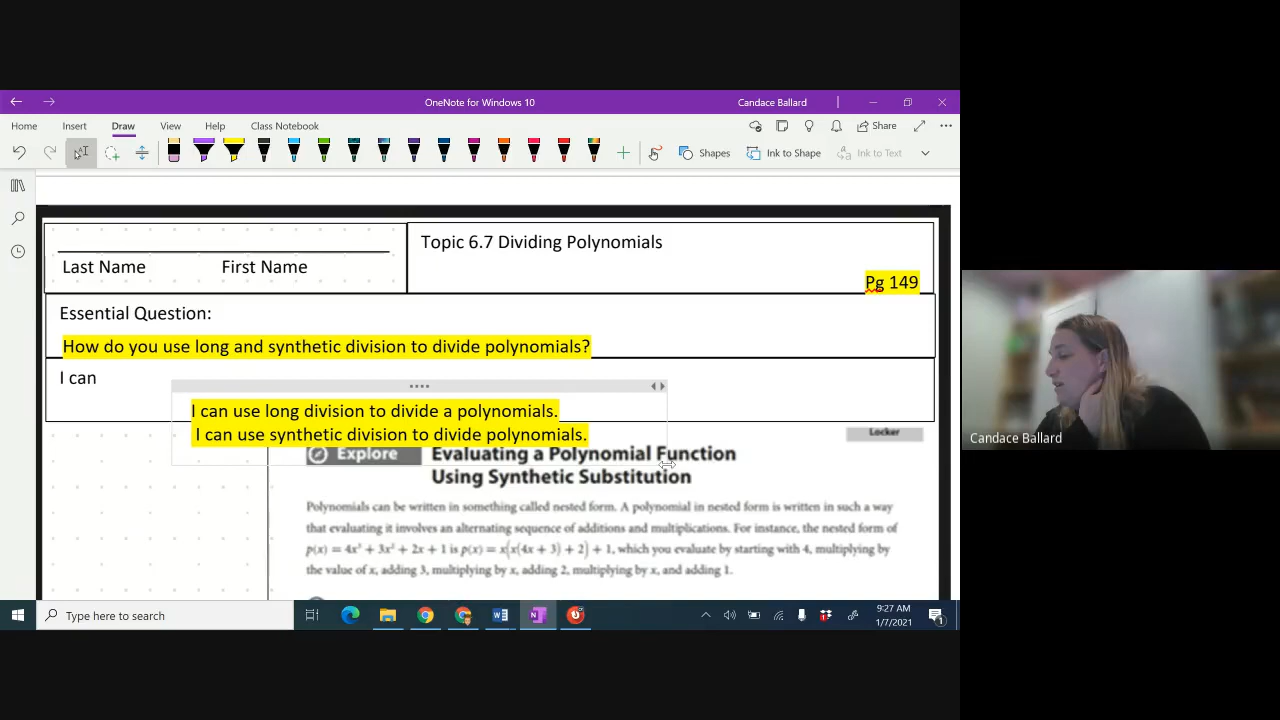 OneNote for Windows 10
Candace Ballard
Home Insert Draw View Help Class Notebook
Share
Shapes Ink to Shape Ink to Text
Last Name First Name
Topic 6.7 Dividing Polynomials
Pg 149
Essential Question:
How do you use long and synthetic division to divide polynomials?
I can
I can use long division to divide a polynomials.
I can use synthetic division to divide polynomials.
Locker
Explore Evaluating a Polynomial Function
Using Synthetic Substitution
Polynomials can be written in something called nested form. A polynomial in nested form is written in such a way
that evaluating it involves an alternating sequence of additions and multiplications. For instance, the nested form of
p(x) = 4x³ + 3x² + 2x + 1 is p(x) = x(x(4x + 3) + 2) + 1, which you evaluate by starting with 4, multiplying by
the value of x, adding 3, multiplying by x, adding 2, multiplying by x, and adding 1.
Type here to search
9:27 AM
1/7/2021
Candace Ballard